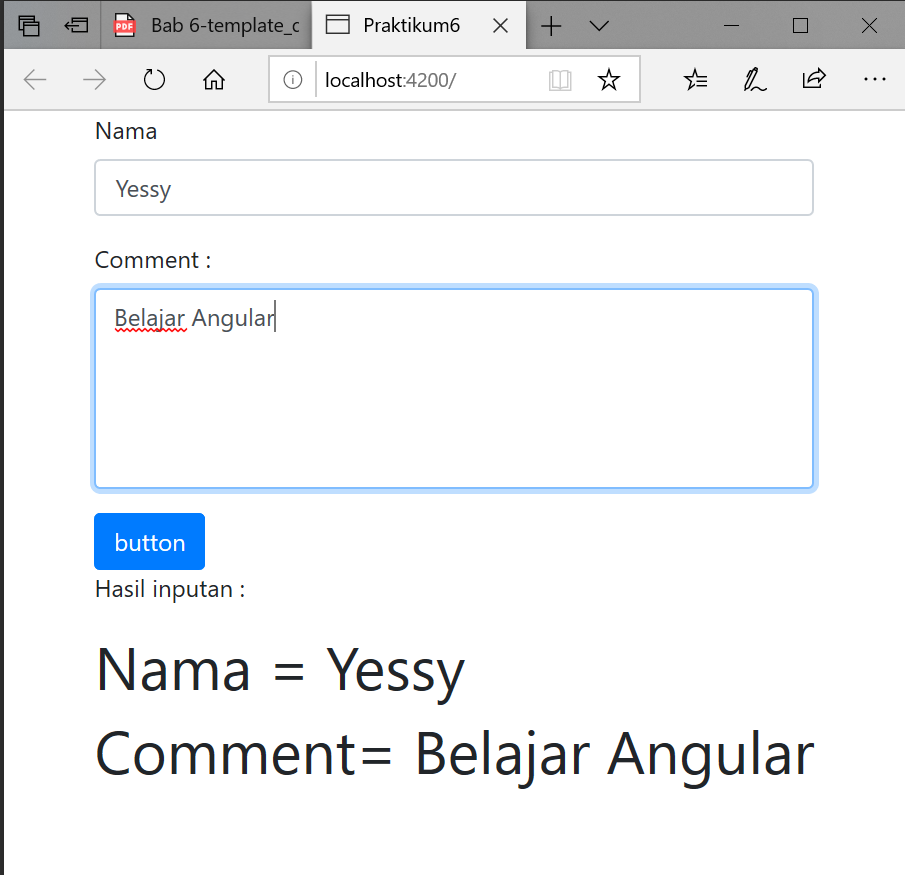 PDF Bab 6-template_c Praktikum6
localhost:4200/
Nama
Yessy
Comment :
Belajar Angular
button
Hasil inputan :
Nama = Yessy
Comment= Belajar Angular